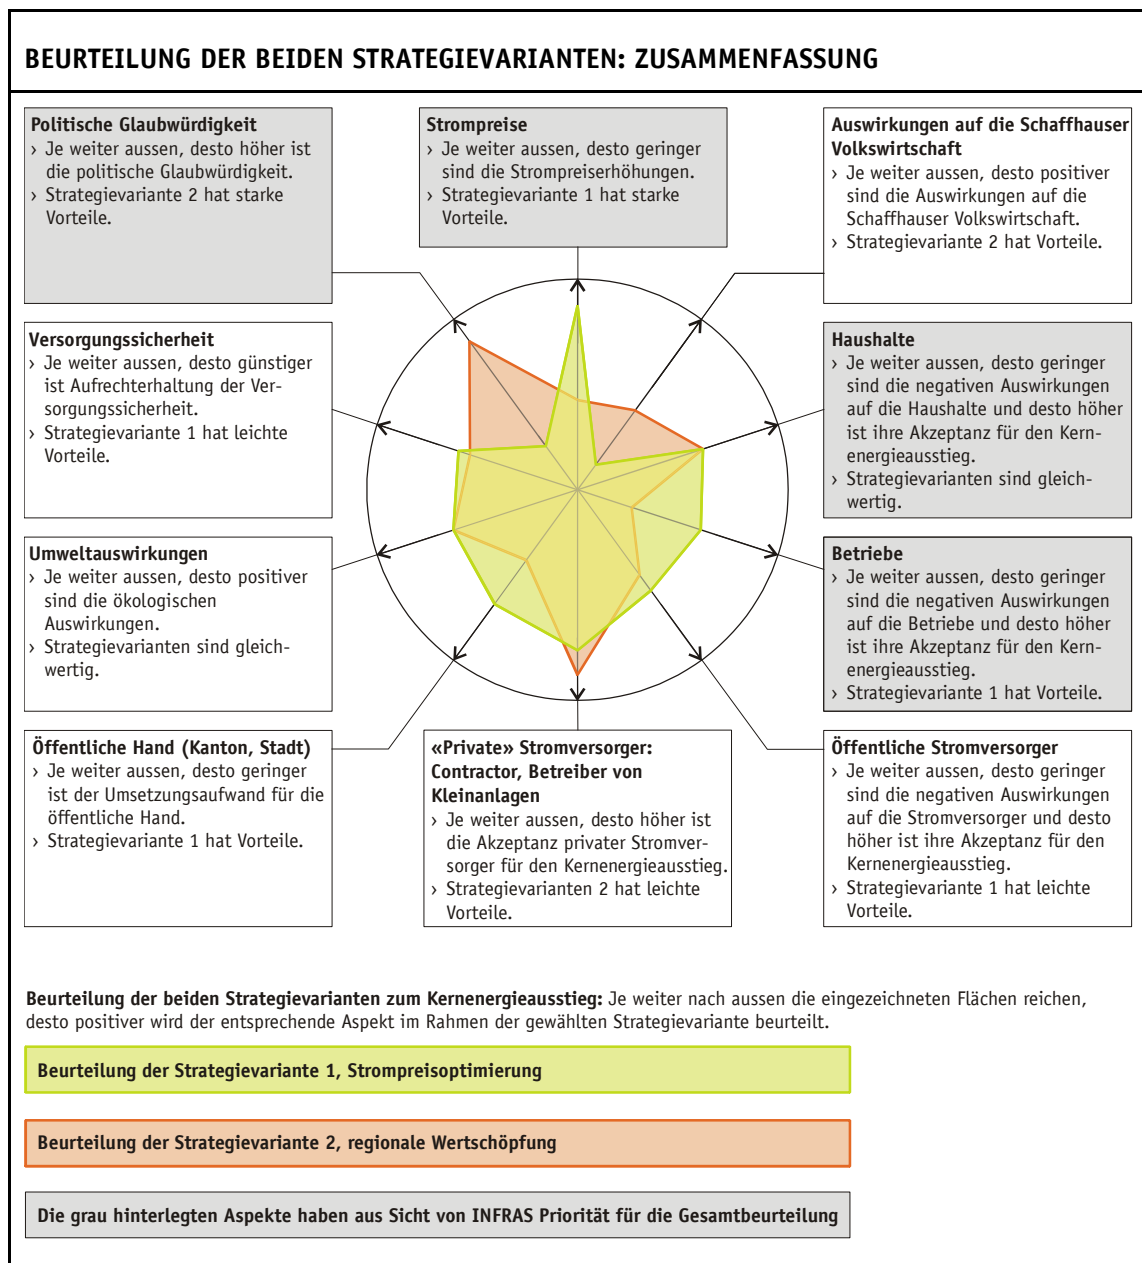 BEURTEILUNG DER BEIDEN STRATEGIEVARIANTEN: ZUSAMMENFASSUNG
Politische Glaubwürdigkeit
› Je weiter aussen, desto höher ist
die politische Glaubwürdigkeit.
› Strategievariante 2 hat starke
Vorteile.
Strompreise
› Je weiter aussen, desto geringer
sind die Strompreiserhöhungen.
› Strategievariante 1 hat starke
Vorteile.
Auswirkungen auf die Schaffhauser
Volkswirtschaft
› Je weiter aussen, desto positiver
sind die Auswirkungen auf die
Schaffhauser Volkswirtschaft.
› Strategievariante 2 hat Vorteile.
Versorgungssicherheit
› Je weiter aussen, desto günstiger
ist Aufrechterhaltung der Ver-
sorgungssicherheit.
› Strategievariante 1 hat leichte
Vorteile.
Haushalte
› Je weiter aussen, desto geringer
sind die negativen Auswirkungen
auf die Haushalte und desto höher
ist ihre Akzeptanz für den Kern-
energieausstieg.
› Strategievarianten sind gleich-
wertig.
Umweltauswirkungen
› Je weiter aussen, desto positiver
sind die ökologischen
Auswirkungen.
› Strategievarianten sind gleich-
wertig.
Betriebe
› Je weiter aussen, desto geringer
sind die negativen Auswirkungen
auf die Betriebe und desto höher
ist ihre Akzeptanz für den Kern-
energieausstieg.
› Strategievariante 1 hat Vorteile.
Öffentliche Hand (Kanton, Stadt)
› Je weiter aussen, desto geringer
ist der Umsetzungsaufwand für die
öffentliche Hand.
› Strategievariante 1 hat Vorteile.
«Private» Stromversorger:
Contractor, Betreiber von
Kleinanlagen
› Je weiter aussen, desto höher ist
die Akzeptanz privater Stromver-
sorger für den Kernenergieausstieg.
› Strategievarianten 2 hat leichte
Vorteile.
Öffentliche Stromversorger
› Je weiter aussen, desto geringer
sind die negativen Auswirkungen
auf die Stromversorger und desto
höher ist ihre Akzeptanz für den
Kernenergieausstieg.
› Strategievariante 1 hat leichte
Vorteile.
Beurteilung der beiden Strategievarianten zum Kernenergieausstieg: Je weiter nach aussen die eingezeichneten Flächen reichen,
desto positiver wird der entsprechende Aspekt im Rahmen der gewählten Strategievariante beurteilt.
Beurteilung der Strategievariante 1, Strompreisoptimierung
Beurteilung der Strategievariante 2, regionale Wertschöpfung
Die grau hinterlegten Aspekte haben aus Sicht von INFRAS Priorität für die Gesamtbeurteilung